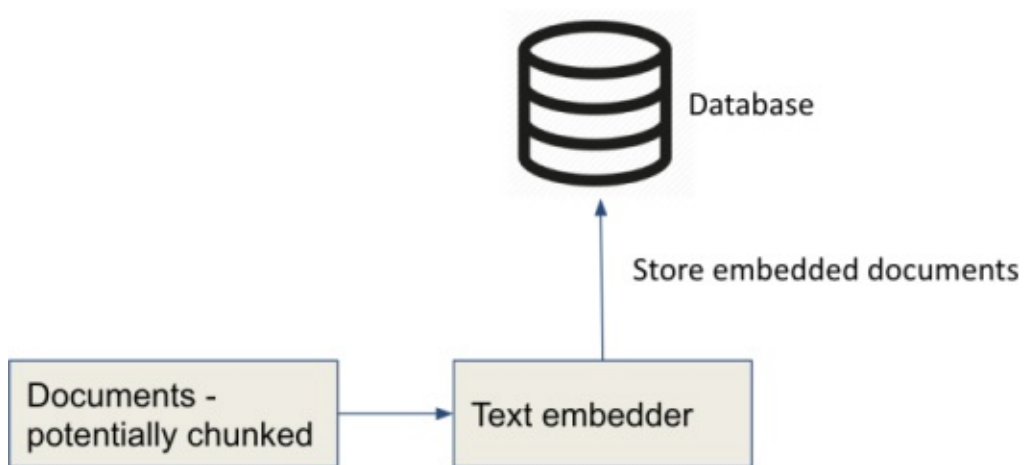 Database
Store embedded documents
Documents -
potentially chunked
Text embedder